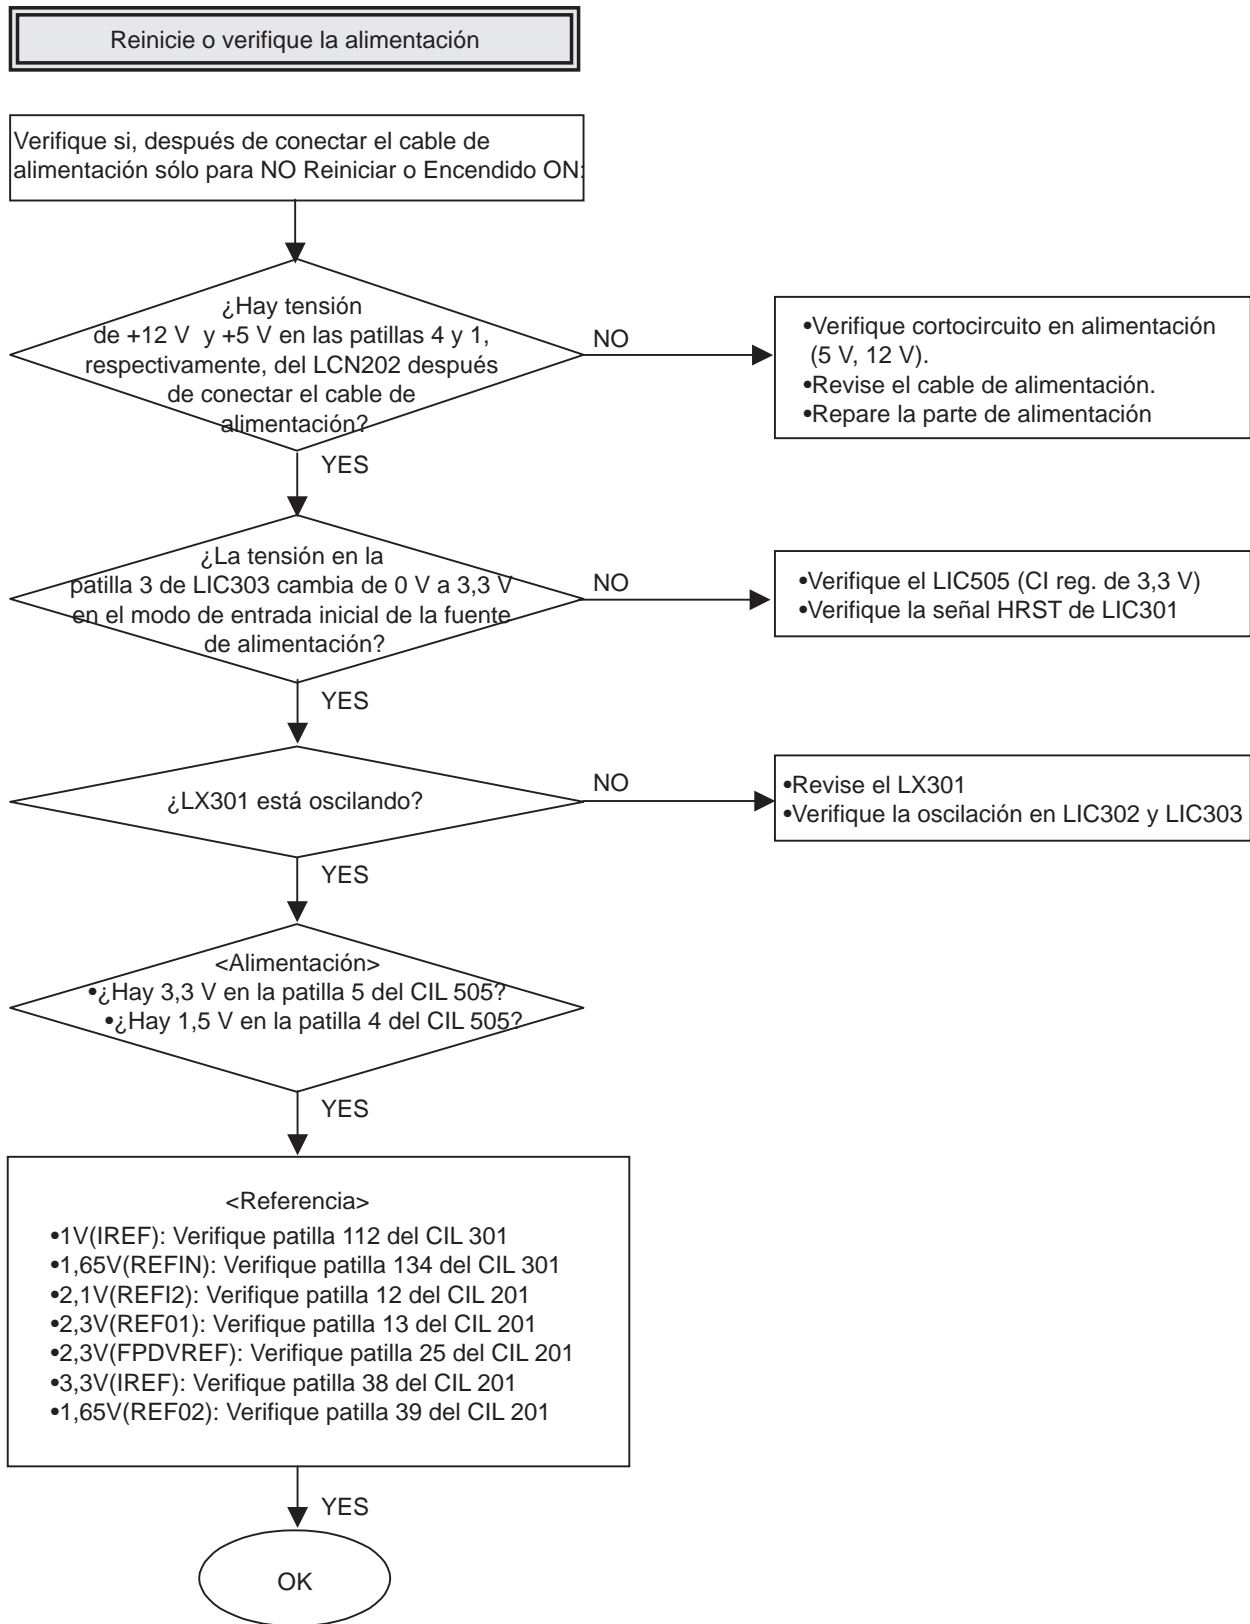 Reinicie o verifique la alimentación
Verifique si, después de conectar el cable de
alimentación sólo para NO Reiniciar o Encendido ON:
¿Hay tensión
de +12 V y +5 V en las patillas 4 y 1,
respectivamente, del LCN202 después
de conectar el cable de
alimentación?
NO
•Verifique cortocircuito en alimentación
(5 V, 12 V).
•Revise el cable de alimentación.
•Repare la parte de alimentación
YES
¿La tensión en la
patilla 3 de LIC303 cambia de 0 V a 3,3 V
en el modo de entrada inicial de la fuente
de alimentación?
NO
•Verifique el LIC505 (CI reg. de 3,3 V)
•Verifique la señal HRST de LIC301
YES
¿LX301 está oscilando?
NO
•Revise el LX301
•Verifique la oscilación en LIC302 y LIC303
YES
<Alimentación>
•¿Hay 3,3 V en la patilla 5 del CIL 505?
•¿Hay 1,5 V en la patilla 4 del CIL 505?
YES
<Referencia>
•1V(IREF): Verifique patilla 112 del CIL 301
•1,65V(REFIN): Verifique patilla 134 del CIL 301
•2,1V(REFI2): Verifique patilla 12 del CIL 201
•2,3V(REF01): Verifique patilla 13 del CIL 201
•2,3V(FPDVREF): Verifique patilla 25 del CIL 201
•3,3V(IREF): Verifique patilla 38 del CIL 201
•1,65V(REF02): Verifique patilla 39 del CIL 201
YES
OK